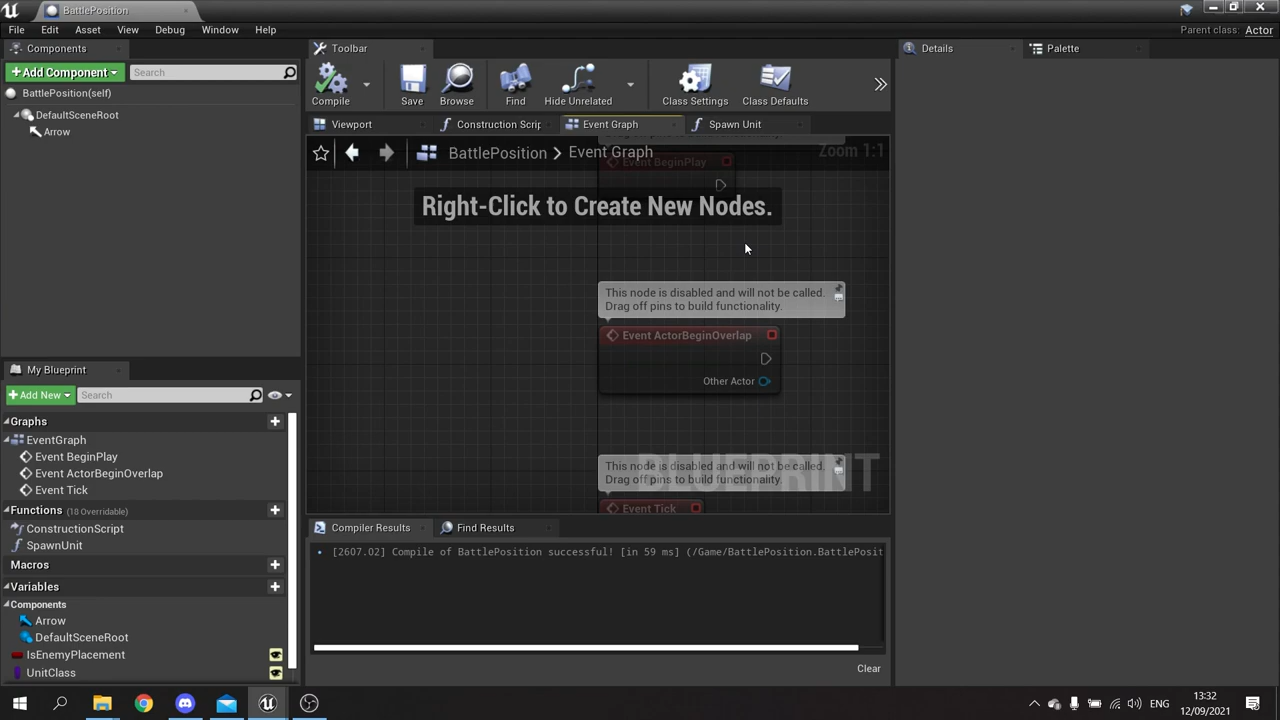 BattlePosition
File Edit Asset View Debug Window Help
Parent class: Actor
Components
Toolbar
Details
Palette
Add Component
Search
Compile
Save
Browse
Find
Hide Unrelated
Class Settings
Class Defaults
BattlePosition(self)
DefaultSceneRoot
Arrow
Viewport
Construction Scrip
Event Graph
Spawn Unit
BattlePosition > Event Graph
Zoom 1:1
Event BeginPlay
Right-Click to Create New Nodes.
This node is disabled and will not be called.
Drag off pins to build functionality.
Event ActorBeginOverlap
Other Actor
This node is disabled and will not be called.
Drag off pins to build functionality.
BLUEPRINT
Event Tick
My Blueprint
Add New
Search
Graphs
EventGraph
Event BeginPlay
Event ActorBeginOverlap
Event Tick
Functions (18 Overridable)
ConstructionScript
SpawnUnit
Macros
Variables
Components
Arrow
DefaultSceneRoot
IsEnemyPlacement
UnitClass
Compiler Results
Find Results
[2607.02] Compile of BattlePosition successful! [in 59 ms] (/Game/BattlePosition.BattlePosit
Clear
ENG
13:32
12/09/2021